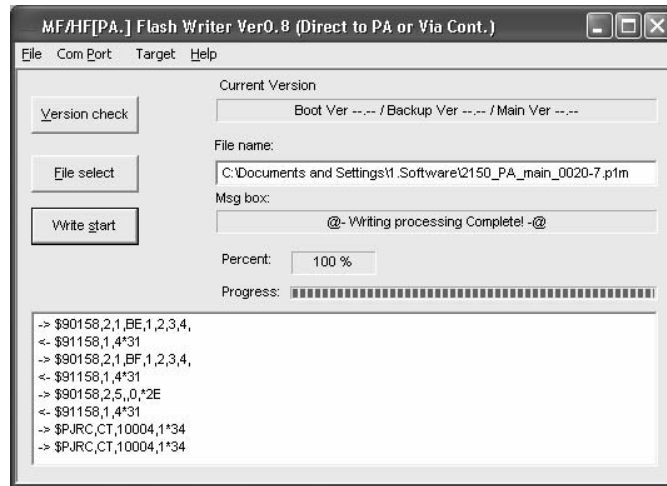 MF/HF[PA.] Flash Writer Ver0.8 (Direct to PA or Via Cont.)
File Com Port Target Help
Current Version
Version check
Boot Ver --.-- / Backup Ver --.-- / Main Ver --.--
File name:
File select
C:\Documents and Settings\1.Software\2150_PA_main_0020-7.p1m
Msg box:
Write start
@- Writing processing Complete! -@
Percent: 100 %
Progress:
-> $90158,2,1,BE,1,2,3,4,
<- $91158,1,4*31
-> $90158,2,1,BF,1,2,3,4,
<- $91158,1,4*31
-> $90158,2,5,,0,*2E
<- $91158,1,4*31
-> $PJRC,CT,10004,1*34
-> $PJRC,CT,10004,1*34